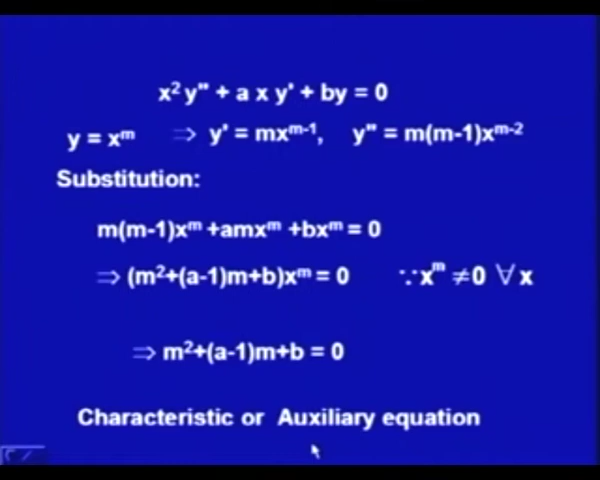 x²y" + a x y' + by = 0
y = xᵐ ⇒ y' = mxᵐ⁻¹, y" = m(m-1)xᵐ⁻²
Substitution:
m(m-1)xᵐ +amxᵐ +bxᵐ = 0
⇒ (m²+(a-1)m+b)xᵐ = 0 ∵xᵐ ≠0 ∀ x
⇒ m²+(a-1)m+b = 0
Characteristic or Auxiliary equation